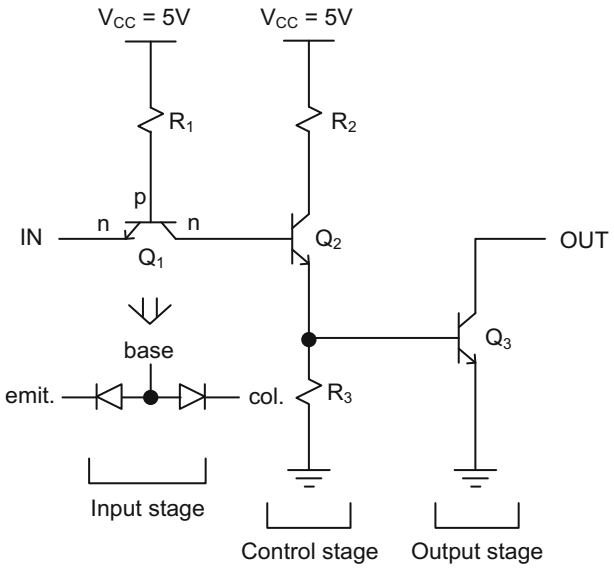 V_CC = 5V V_CC = 5V
R_1 R_2
p
n n
IN Q_1 Q_2 OUT
Q_3
base
emit. col. R_3
Input stage
Control stage Output stage